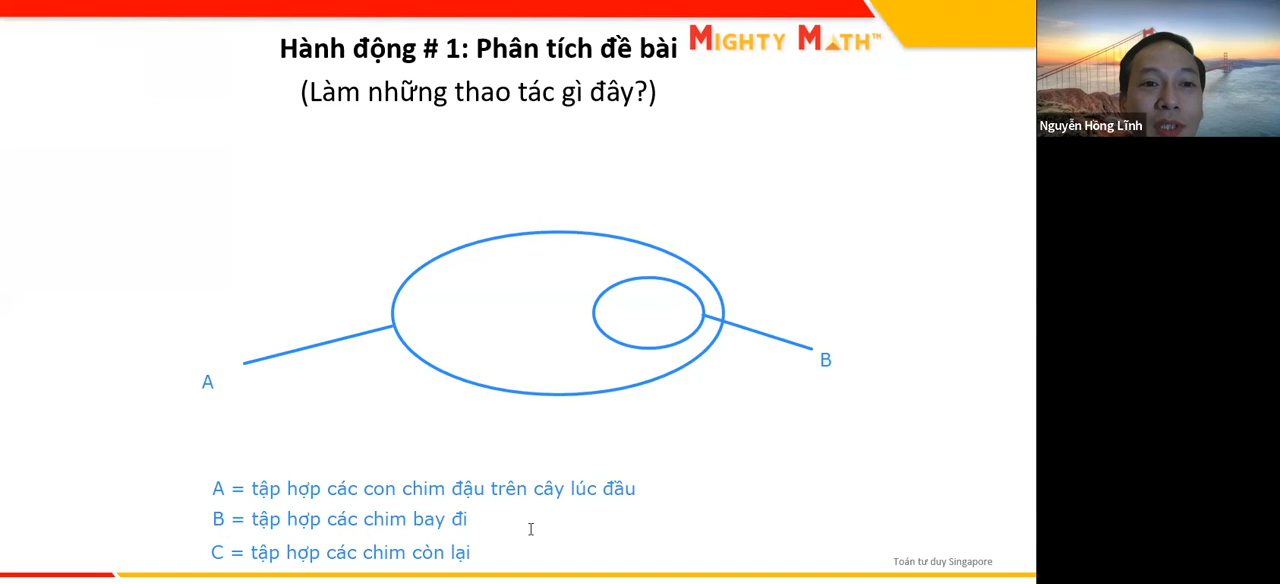 Hành động # 1: Phân tích đề bài
MIGHTY MATH™
(Làm những thao tác gì đây?)
Nguyễn Hồng Lĩnh
A
B
A = tập hợp các con chim đậu trên cây lúc đầu
B = tập hợp các chim bay đi
C = tập hợp các chim còn lại
Toán tư duy Singapore